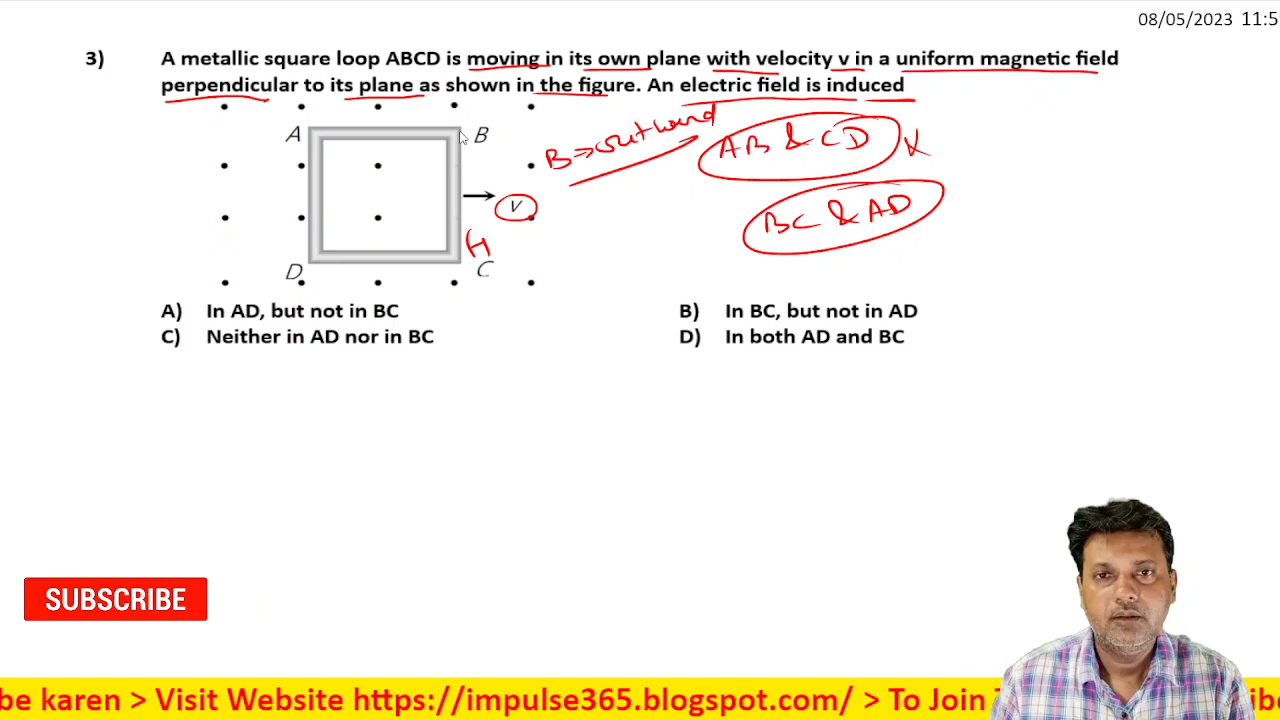 08/05/2023 11:5
3) A metallic square loop ABCD is moving in its own plane with velocity v in a uniform magnetic field
perpendicular to its plane as shown in the figure. An electric field is induced
A
B
B => outward
AB & CD X
V
BC & AD
D
C
A) In AD, but not in BC
B) In BC, but not in AD
C) Neither in AD nor in BC
D) In both AD and BC
SUBSCRIBE
be karen > Visit Website https://impulse365.blogspot.com/ > To Join